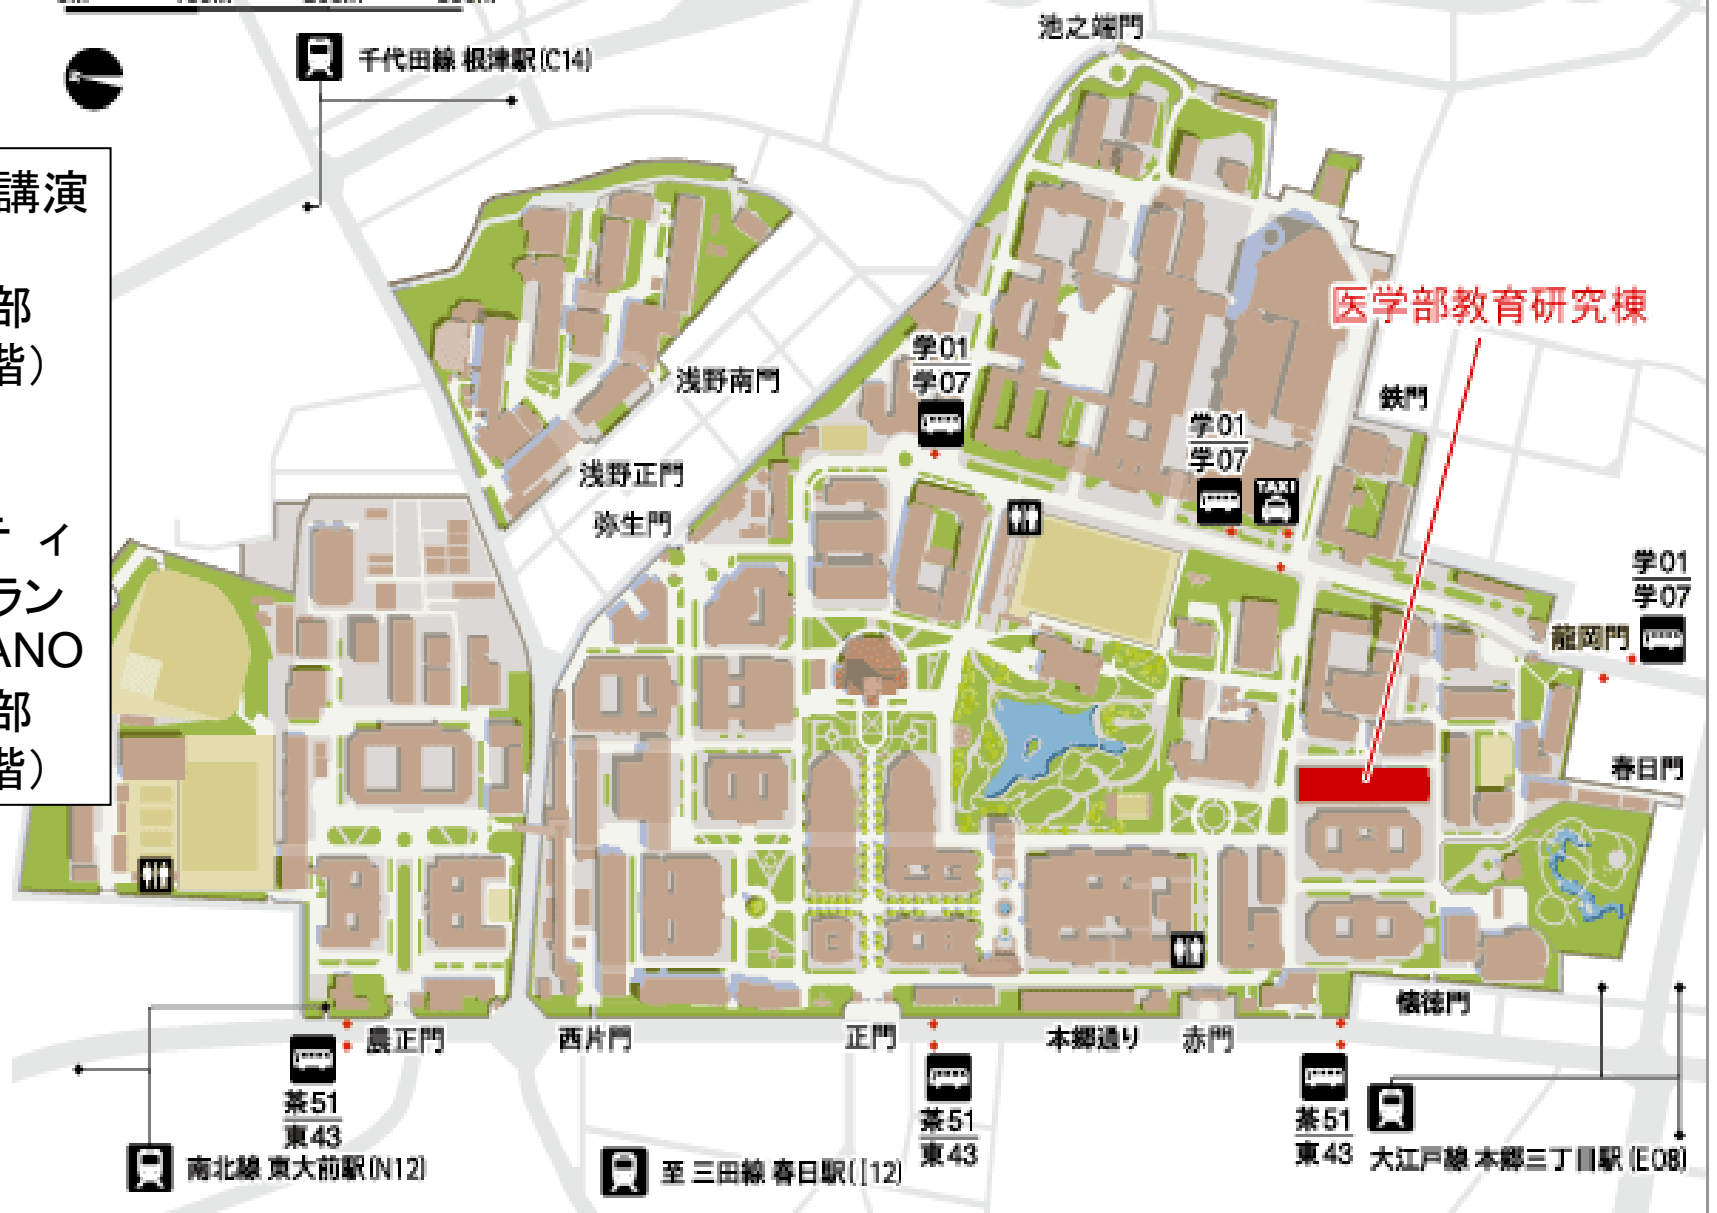 池之端門
千代田線 根津駅(C14)
講演
部
階）
ティ
ラン
ANO
部
階）
医学部教育研究棟
学01
学07
浅野南門
鉄門
学01
学07
TAXI
浅野正門
弥生門
学01
学07
龍岡門
春日門
懐徳門
農正門
西片門
正門
本郷通り
赤門
茶51
東43
茶51
東43
茶51
東43
南北線 東大前駅(N12)
至 三田線 春日駅(I12)
大江戸線 本郷三丁目駅(E08)